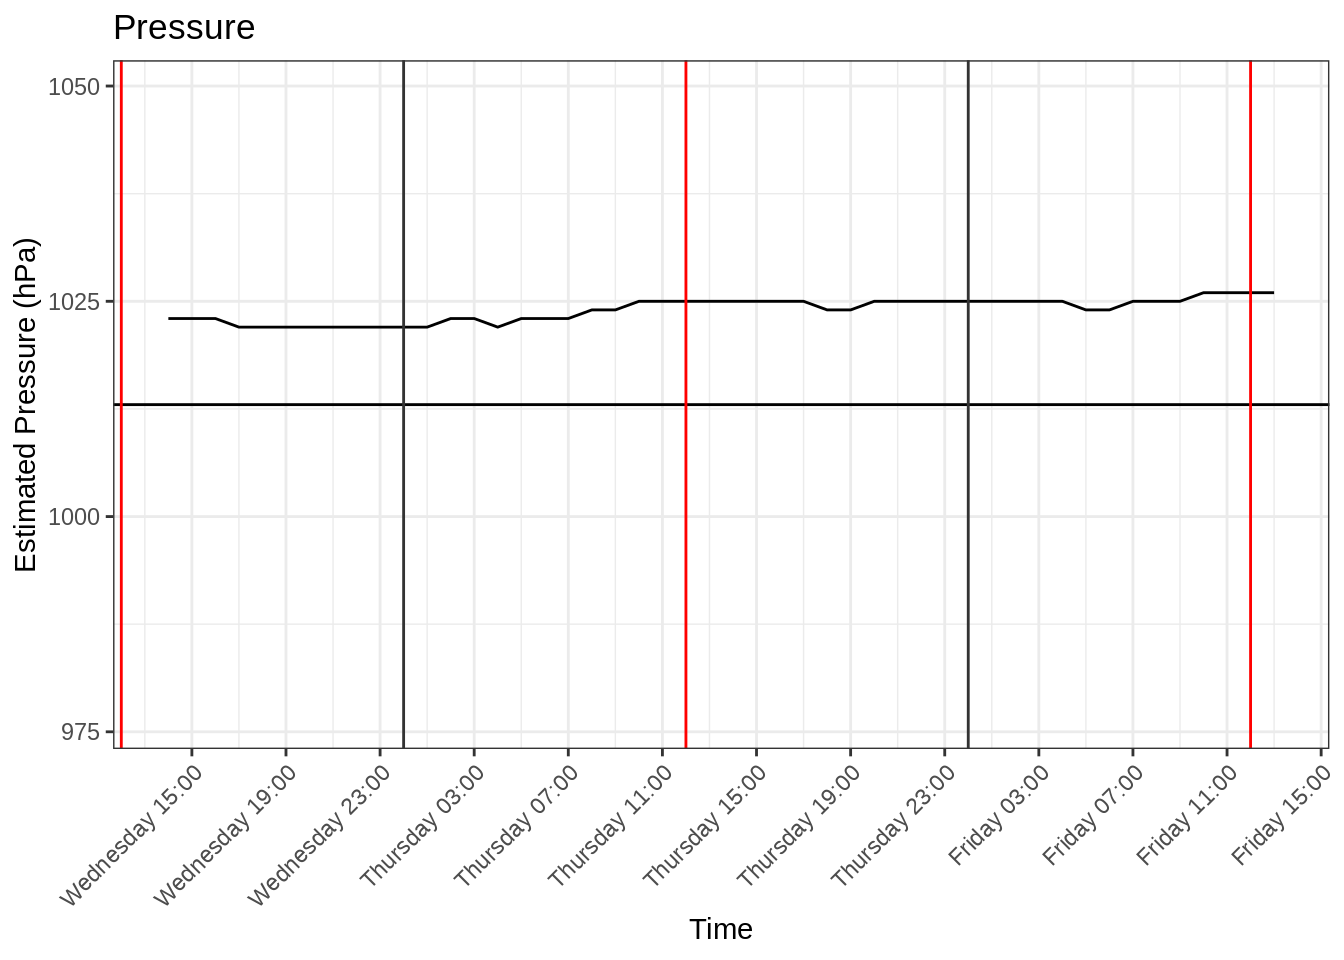 Pressure
Estimated Pressure (hPa)
1050
1025
1000
975
Wednesday 15:00
Wednesday 19:00
Wednesday 23:00
Thursday 03:00
Thursday 07:00
Thursday 11:00
Thursday 15:00
Thursday 19:00
Thursday 23:00
Friday 03:00
Friday 07:00
Friday 11:00
Friday 15:00
Time